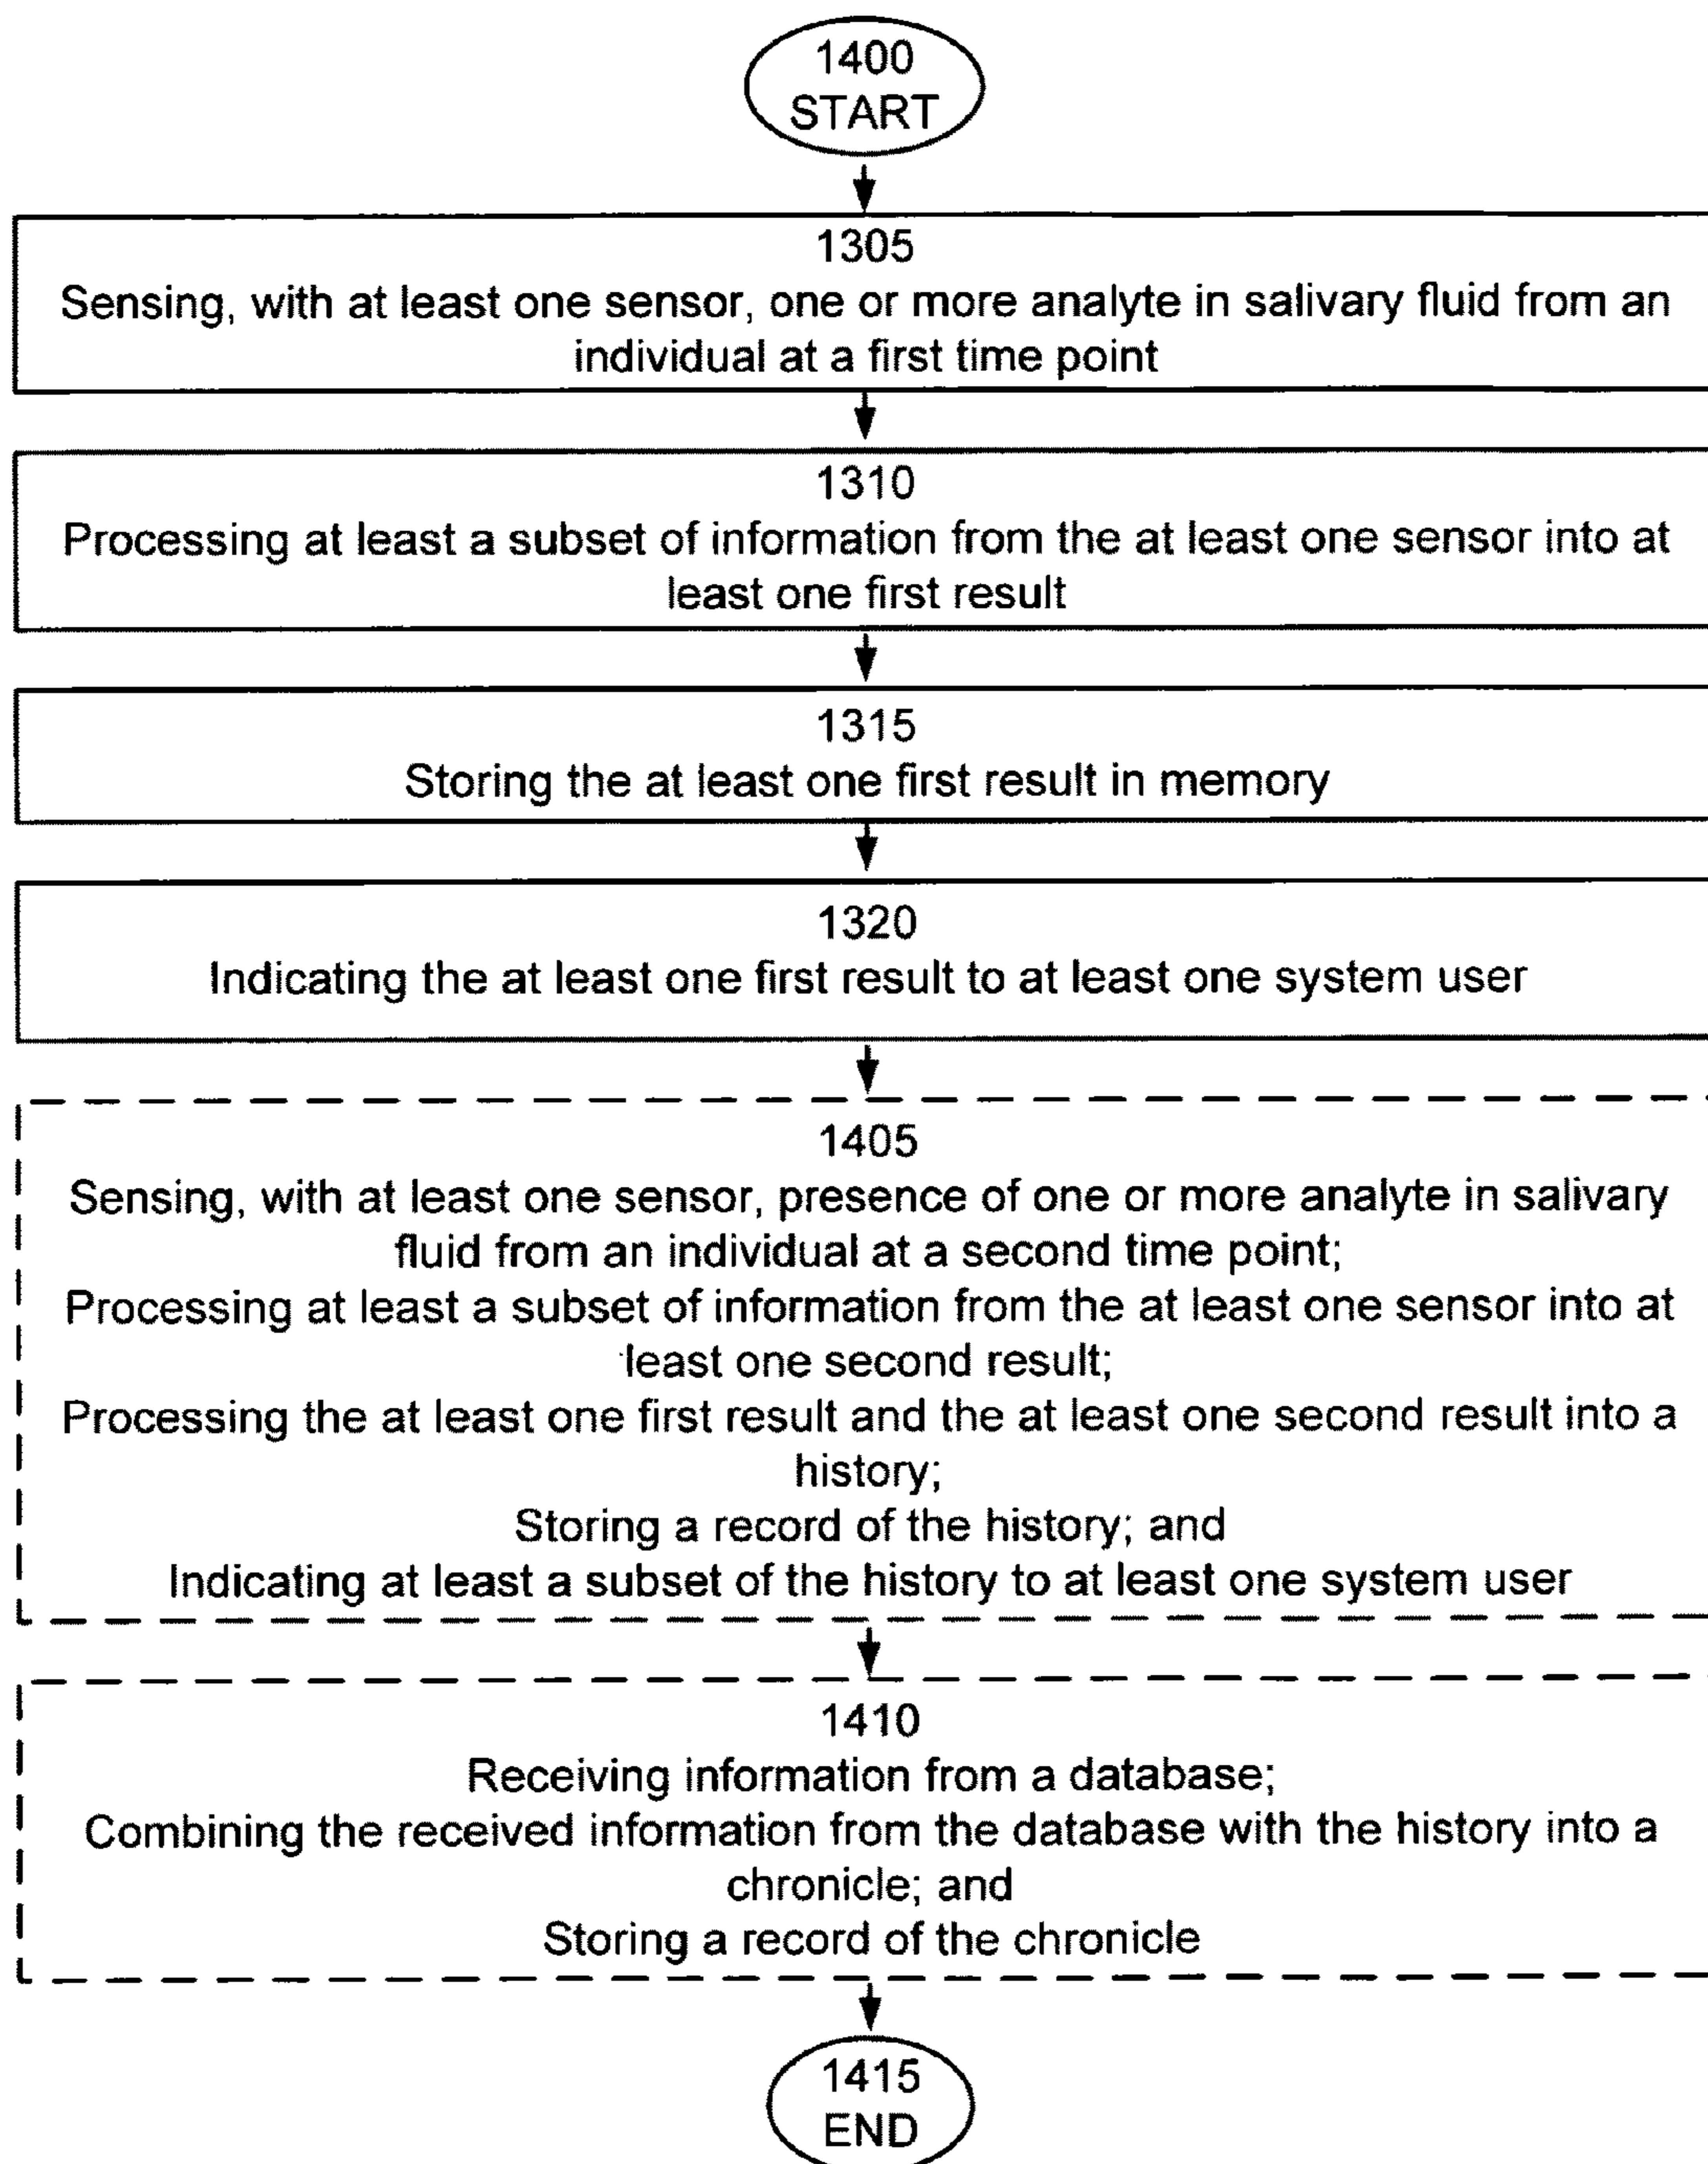 1400
START
1305
Sensing, with at least one sensor, one or more analyte in salivary fluid from an
individual at a first time point
1310
Processing at least a subset of information from the at least one sensor into at
least one first result
1315
Storing the at least one first result in memory
1320
Indicating the at least one first result to at least one system user
1405
Sensing, with at least one sensor, presence of one or more analyte in salivary
fluid from an individual at a second time point;
Processing at least a subset of information from the at least one sensor into at
least one second result;
Processing the at least one first result and the at least one second result into a
history;
Storing a record of the history; and
Indicating at least a subset of the history to at least one system user
1410
Receiving information from a database;
Combining the received information from the database with the history into a
chronicle; and
Storing a record of the chronicle
1415
END